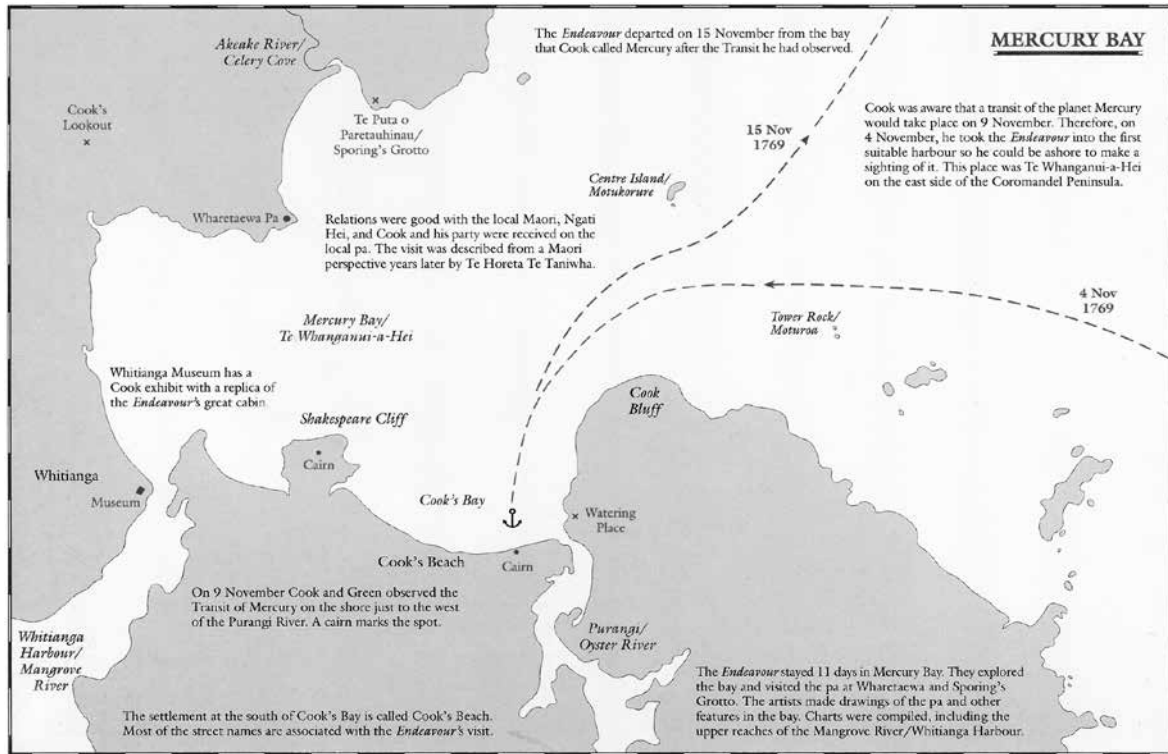 MERCURY BAY
The Endeavour departed on 15 November from the bay
that Cook called Mercury after the Transit he had observed.
Akeake River/
Celery Cove
Cook's
Lookout
Te Puta o
Paretauhinau/
Sporing's Grotto
15 Nov
1769
Cook was aware that a transit of the planet Mercury
would take place on 9 November. Therefore, on
4 November, he took the Endeavour into the first
suitable harbour so he could be ashore to make a
sighting of it. This place was Te Whanganui-a-Hei
on the east side of the Coromandel Peninsula.
Centre Island/
Motukorure
Wharetaewa Pa
Relations were good with the local Maori, Ngati
Hei, and Cook and his party were received on the
local pa. The visit was described from a Maori
perspective years later by Te Horeta Te Taniwha.
4 Nov
1769
Mercury Bay/
Te Whanganui-a-Hei
Tower Rock/
Moturoa
Whitianga Museum has a
Cook exhibit with a replica of
the Endeavour's great cabin.
Cook
Bluff
Shakespeare Cliff
Cairn
Whitianga
Museum
Cook's Bay
Watering
Place
Cook's Beach
Cairn
On 9 November Cook and Green observed the
Transit of Mercury on the shore just to the west
of the Purangi River. A cairn marks the spot.
Whitianga
Harbour/
Mangrove
River
Purangi/
Oyster River
The Endeavour stayed 11 days in Mercury Bay. They explored
the bay and visited the pa at Wharetaewa and Sporing's
Grotto. The artists made drawings of the pa and other
features in the bay. Charts were compiled, including the
upper reaches of the Mangrove River/Whitianga Harbour.
The settlement at the south of Cook's Bay is called Cook's Beach.
Most of the street names are associated with the Endeavour's visit.